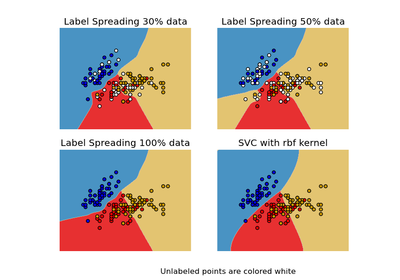 Label Spreading 30% data
Label Spreading 50% data
Label Spreading 100% data
SVC with rbf kernel
Unlabeled points are colored white